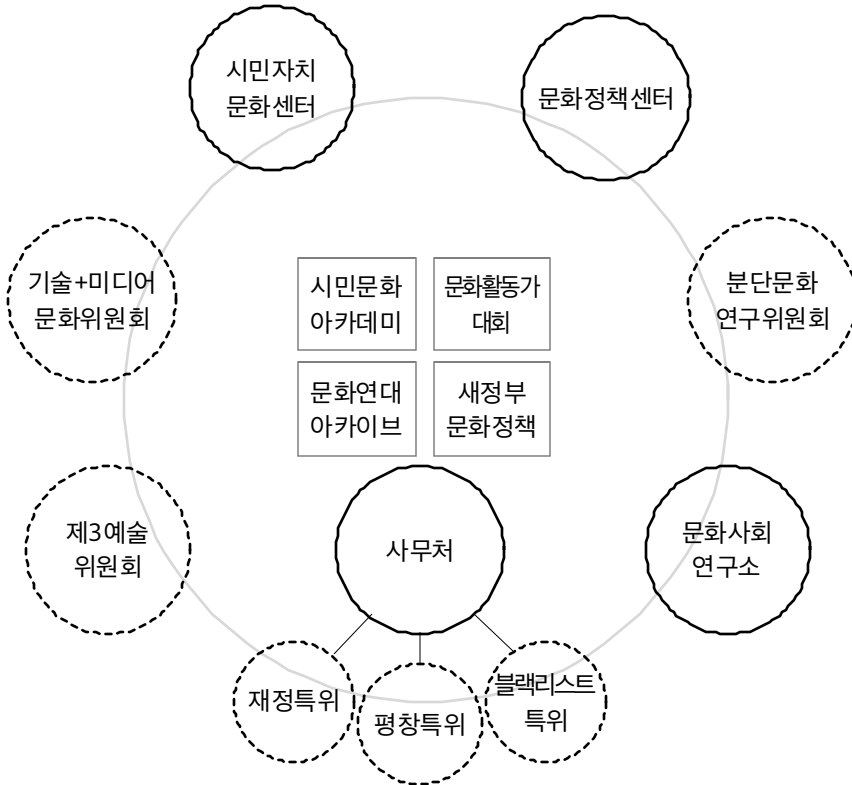 시민자치
문화센터
문화정책센터
기술+미디어
문화위원회
시민문화
아카데미
문화활동가
대회
분단문화
연구위원회
문화연대
아카이브
새정부
문화정책
제3예술
위원회
사무처
문화사회
연구소
재정특위
평창특위
블랙리스트
특위